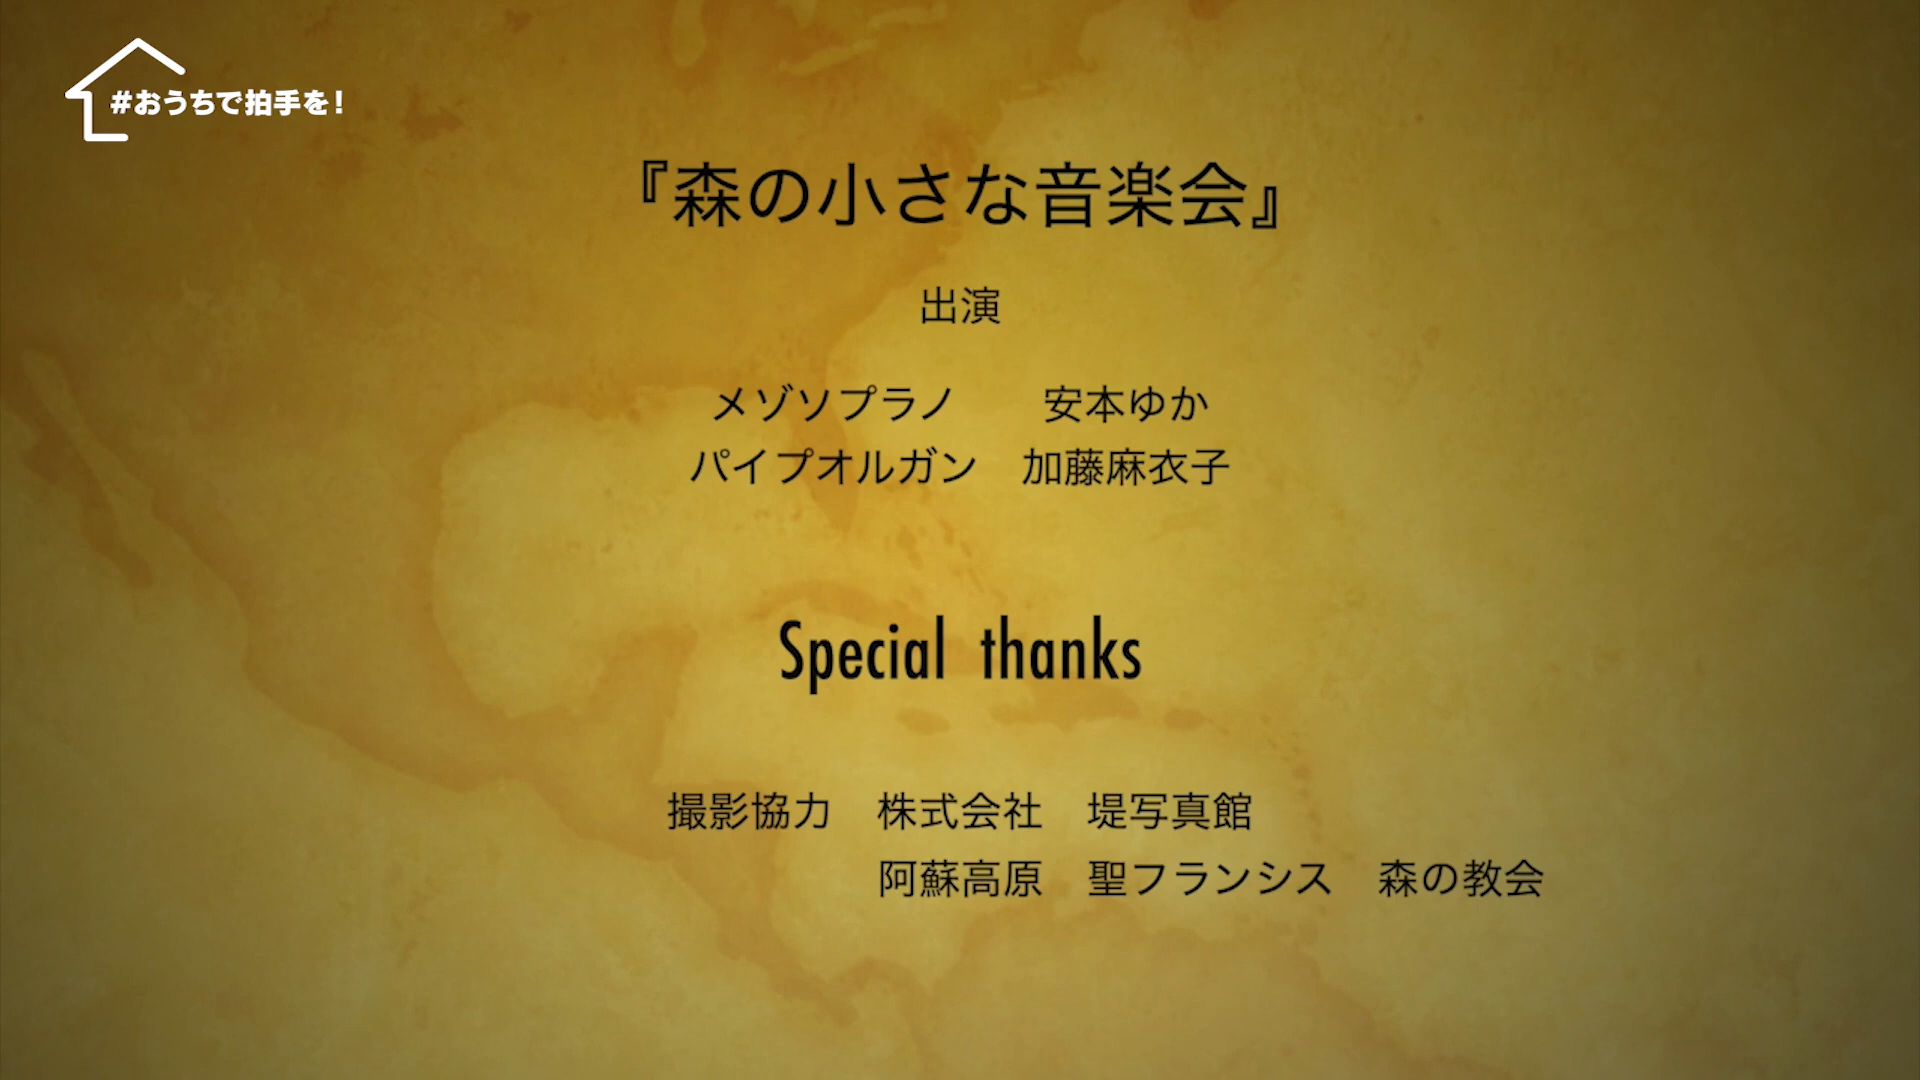 #おうちで拍手を!
『森の小さな音楽会』
出演
メゾソプラノ　　安本ゆか
パイプオルガン　加藤麻衣子
Special thanks
撮影協力　株式会社　堤写真館
阿蘇高原　聖フランシス　森の教会